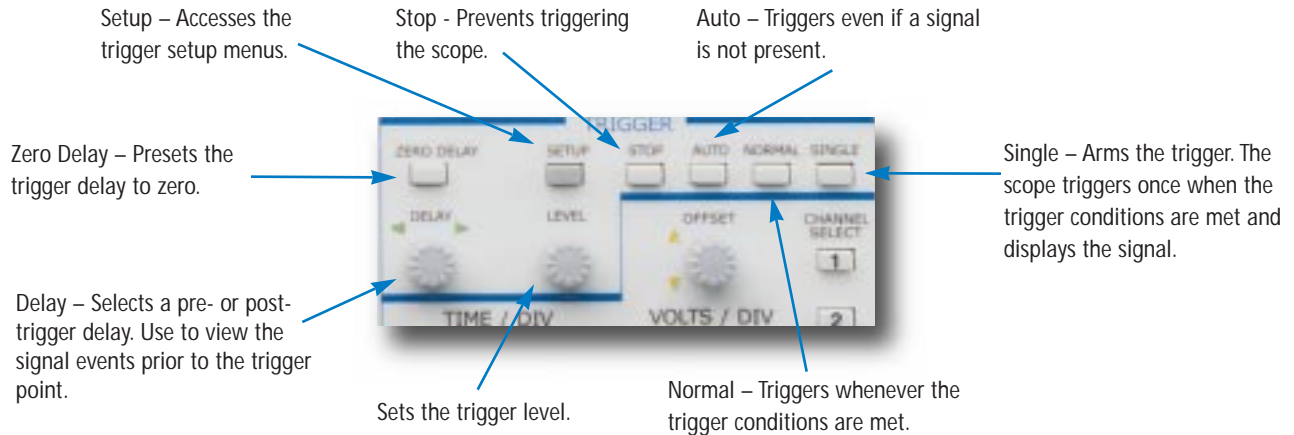 Setup – Accesses the
trigger setup menus.
Stop - Prevents triggering
the scope.
Auto – Triggers even if a signal
is not present.
Zero Delay – Presets the
trigger delay to zero.
TRIGGER
ZERO DELAY
SETUP
STOP
AUTO
NORMAL
SINGLE
Single – Arms the trigger. The
scope triggers once when the
trigger conditions are met and
displays the signal.
DELAY
LEVEL
OFFSET
CHANNEL
SELECT
1
Delay – Selects a pre- or post-
trigger delay. Use to view the
signal events prior to the trigger
point.
TIME / DIV
VOLTS / DIV
2
Sets the trigger level.
Normal – Triggers whenever the
trigger conditions are met.